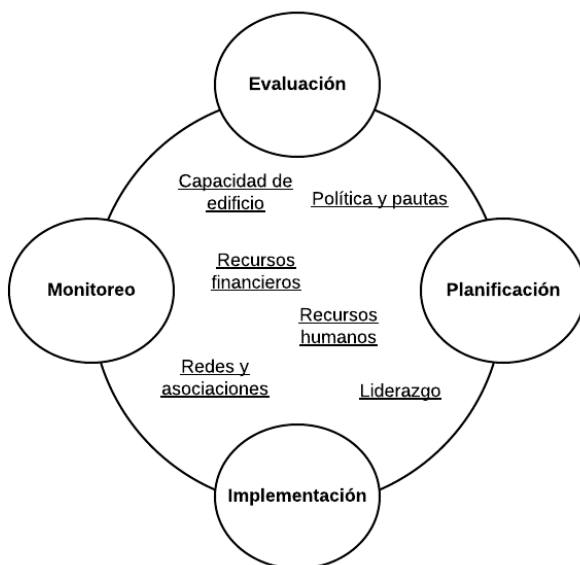 Evaluación
Capacidad de
edificio
Política y pautas
Monitoreo
Recursos
financieros
Planificación
Recursos
humanos
Redes y
asociaciones
Liderazgo
Implementación